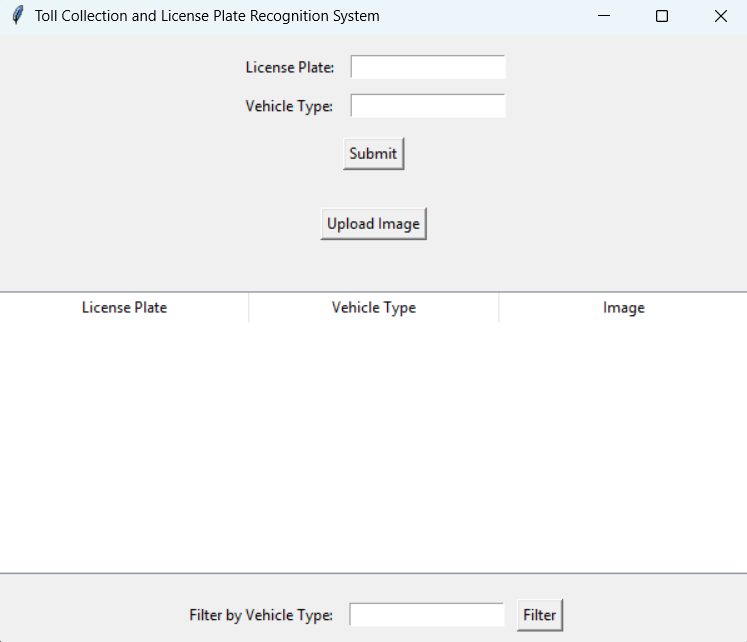 Toll Collection and License Plate Recognition System
License Plate:
Vehicle Type:
Submit
Upload Image
License Plate Vehicle Type Image
Filter by Vehicle Type: Filter